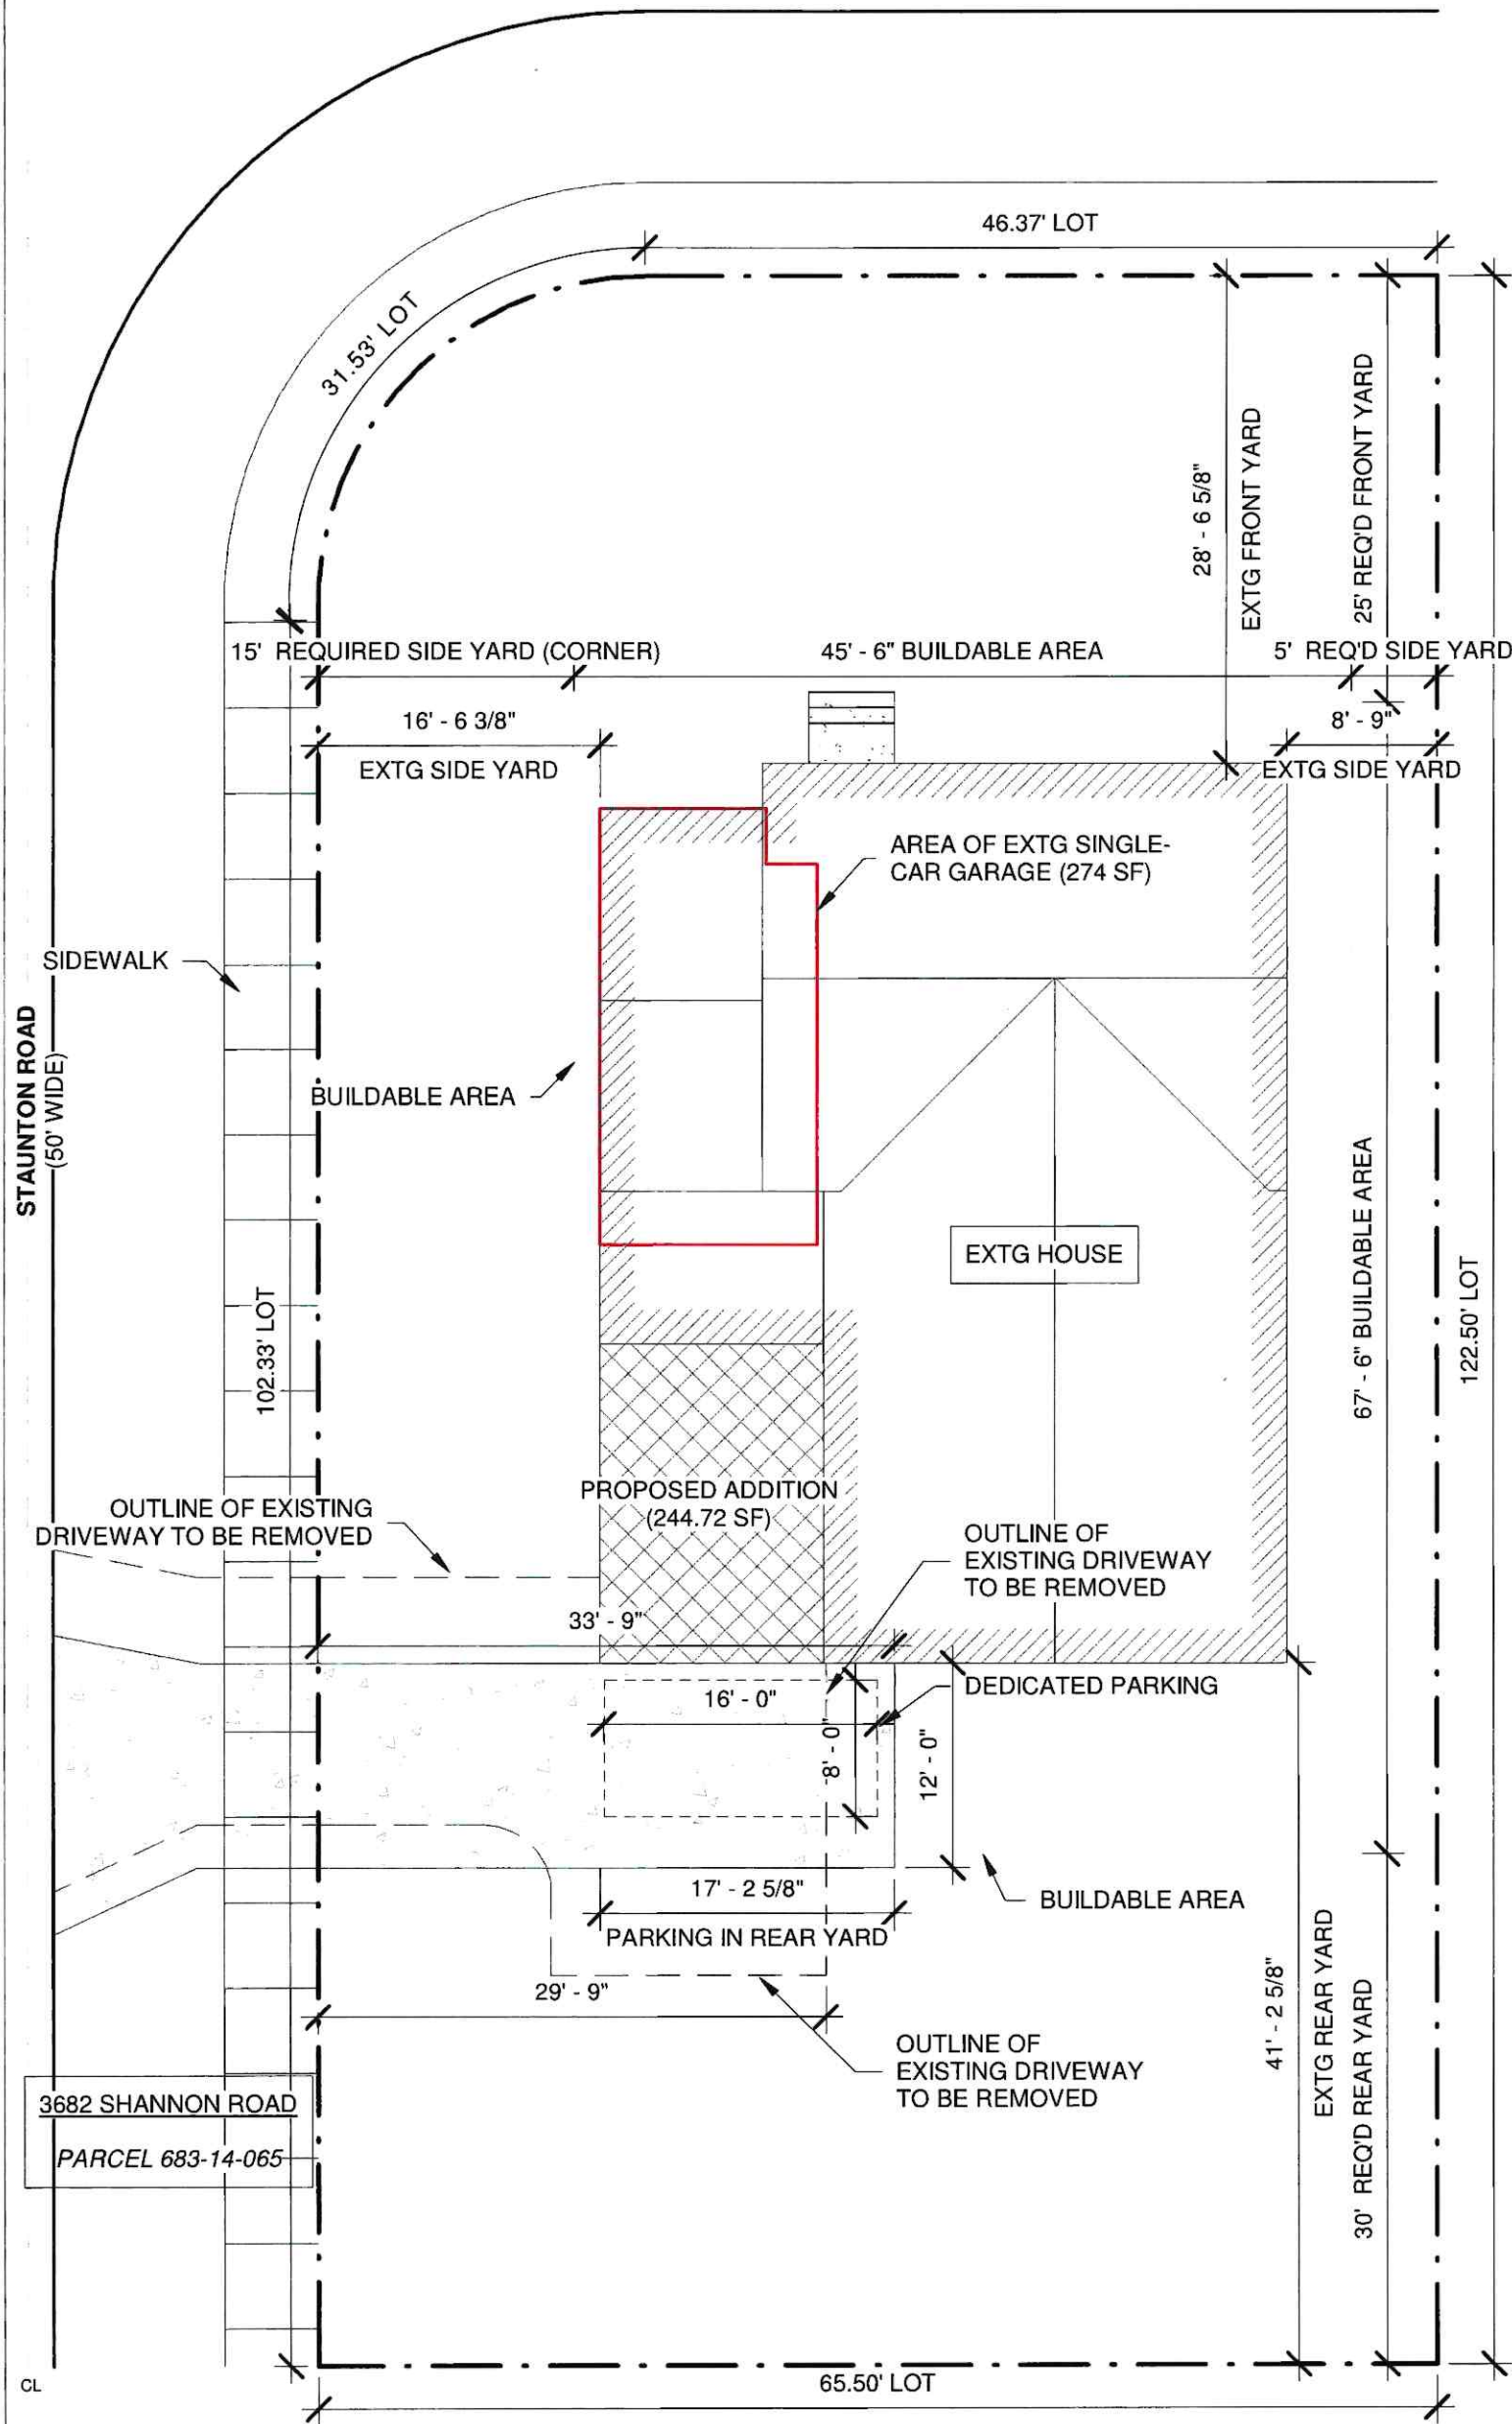 46.37' LOT
31.53' LOT
28' - 6 5/8"
EXTG FRONT YARD
25' REQ'D FRONT YARD
15' REQUIRED SIDE YARD (CORNER)
45' - 6" BUILDABLE AREA
5' REQ'D SIDE YARD
16' - 6 3/8"
EXTG SIDE YARD
8' - 9"
EXTG SIDE YARD
AREA OF EXTG SINGLE-
CAR GARAGE (274 SF)
SIDEWALK
STAUNTON ROAD
(50' WIDE)
BUILDABLE AREA
EXTG HOUSE
67' - 6" BUILDABLE AREA
122.50' LOT
102.33' LOT
PROPOSED ADDITION
(244.72 SF)
OUTLINE OF EXISTING
DRIVEWAY TO BE REMOVED
OUTLINE OF
EXISTING DRIVEWAY
TO BE REMOVED
33' - 9"
DEDICATED PARKING
16' - 0"
8' - 0"
12' - 0"
17' - 2 5/8"
PARKING IN REAR YARD
BUILDABLE AREA
29' - 9"
41' - 2 5/8"
EXTG REAR YARD
30' REQ'D REAR YARD
OUTLINE OF
EXISTING DRIVEWAY
TO BE REMOVED
3682 SHANNON ROAD
PARCEL 683-14-065
CL
65.50' LOT